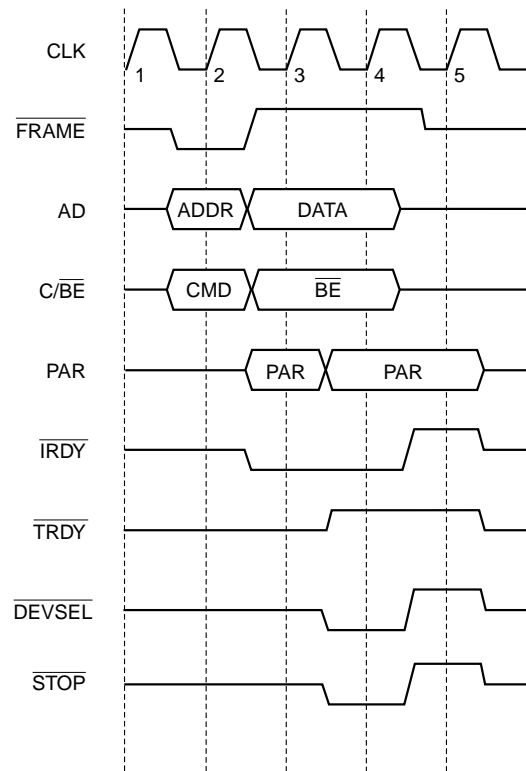 CLK
1 2 3 4 5
FRAME
AD ADDR DATA
C/BE CMD BE
PAR PAR PAR
IRDY
TRDY
DEVSEL
STOP